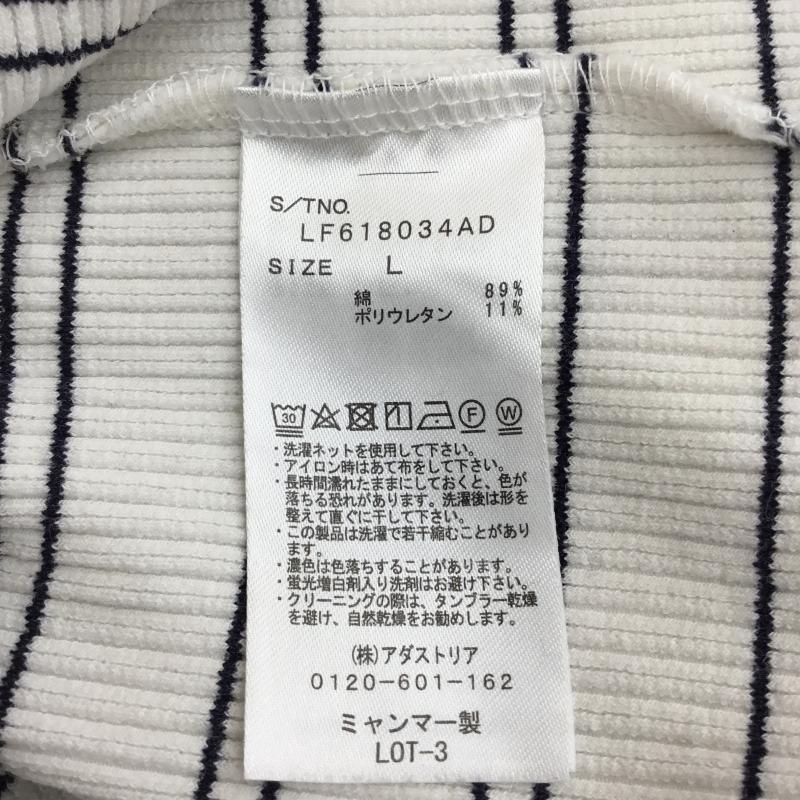 S/TNO.
LF618034AD
SIZE L
綿 89%
ポリウレタン 11%
30 F W
・洗濯ネットを使用して下さい。
・アイロン時はあて布をして下さい。
・長時間濡れたままにしておくと、色が
落ちる恐れがあります。洗濯後は形を
整えて直ぐに干して下さい。
・この製品は洗濯で若干縮むことがあり
ます。
・濃色は色落ちすることがあります。
・蛍光増白剤入り洗剤はお避け下さい。
・クリーニングの際は、タンブラー乾燥
を避け、自然乾燥をお勧めします。
(株)アダストリア
0120-601-162
ミャンマー製
LOT-3